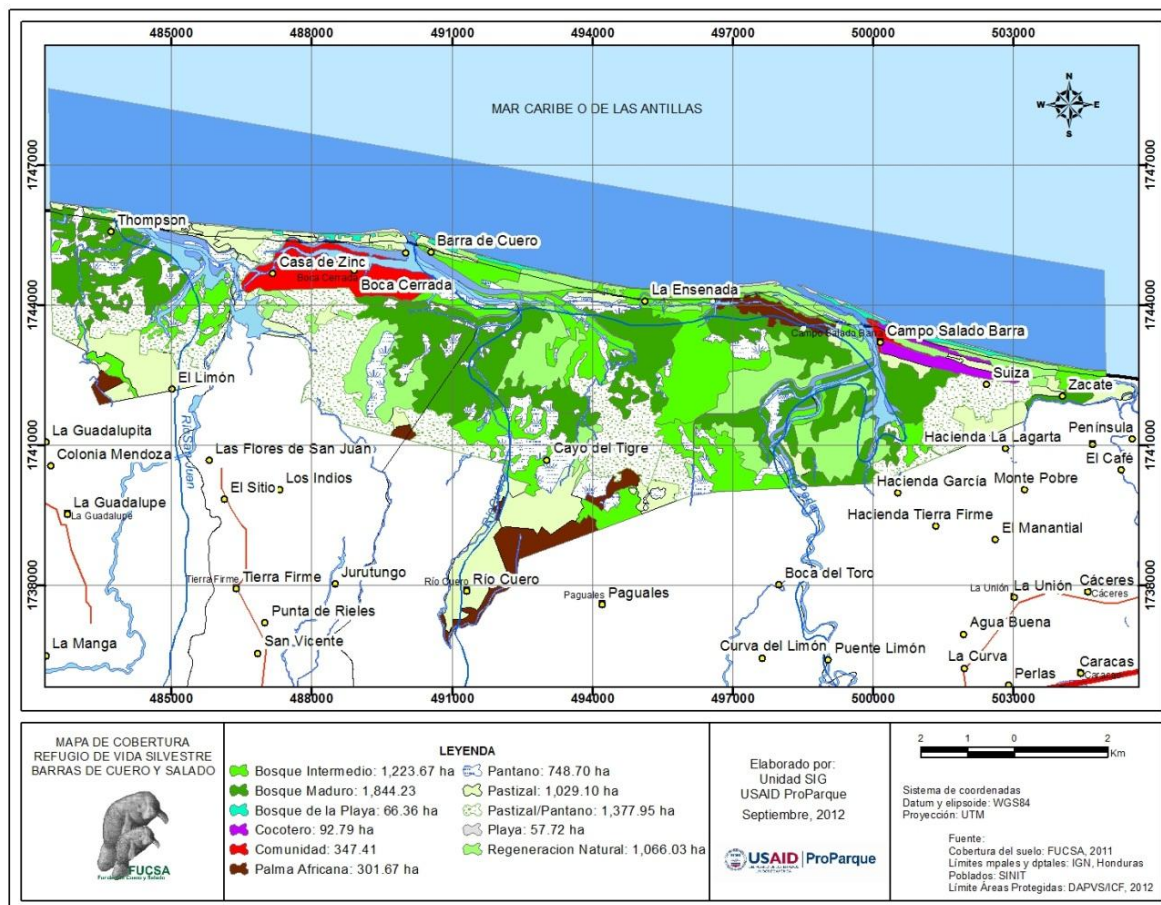 485000 488000 491000 494000 497000 500000 503000
1747000 1747000
1744000 1744000
1741000 1741000
1738000 1738000
MAR CARIBE O DE LAS ANTILLAS
N
W E
S
Thompson
Barra de Cuero
Casa de Zinc
Boca Cerrada
Boca Cerrada
La Ensenada
Campo Salado Barra
Campo Salado Barra
El Limón
Suiza
Zacate
Río San Juan
La Guadalupita
Colonia Mendoza
Las Flores de San Juan
Cayo del Tigre
Hacienda La Lagarta
Península
El Café
El Sitio
Los Indios
Hacienda García
Monte Pobre
La Guadalupe
La Guadalupe
Hacienda Tierra Firme
El Manantial
Tierra Firme
Tierra Firme
Jurutungo
Río Cuero
Río Cuero
Paguales
Paguales
Boca del Toro
La Unión
La Unión
Cáceres
Cáceres
Punta de Rieles
Agua Buena
La Manga
San Vicente
Curva del Limón
Puente Limón
La Curva
Perlas
Caracas
485000 488000 491000 494000 497000 500000 503000
MAPA DE COBERTURA
REFUGIO DE VIDA SILVESTRE
BARRAS DE CUERO Y SALADO
FUCSA
LEYENDA
Bosque Intermedio: 1,223.67 ha
Bosque Maduro: 1,844.23
Bosque de la Playa: 66.36 ha
Cocotero: 92.79 ha
Comunidad: 347.41
Palma Africana: 301.67 ha
Pantano: 748.70 ha
Pastizal: 1,029.10 ha
Pastizal/Pantano: 1,377.95 ha
Playa: 57.72 ha
Regeneracion Natural: 1,066.03 ha
Elaborado por:
Unidad SIG
USAID ProParque
Septiembre, 2012
USAID ProParque
2 1 0 2
Km
Sistema de coordenadas
Datum y elipsoide: WGS84
Proyección: UTM
Fuente:
Cobertura del suelo: FUCSA, 2011
Límites mpales y dptales: IGN, Honduras
Poblados: SINIT
Límite Áreas Protegidas: DAPVS/ICF, 2012